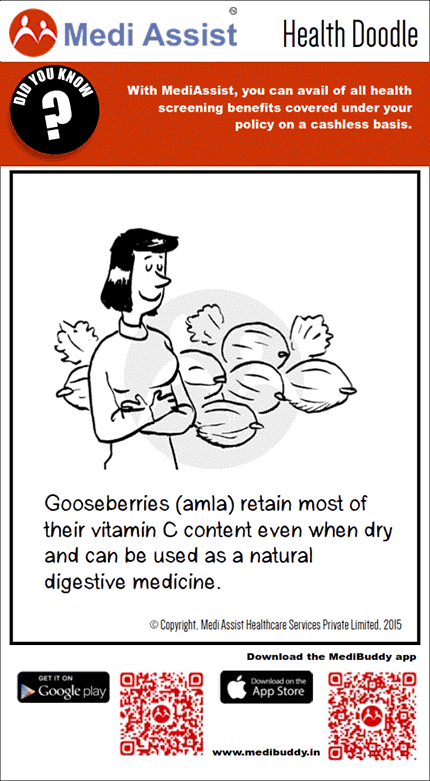 Medi Assist
Health Doodle
DID YOU KNOW
?
With MediAssist, you can avail of all health
screening benefits covered under your
policy on a cashless basis.
Gooseberries (amla) retain most of
their vitamin C content even when dry
and can be used as a natural
digestive medicine.
© Copyright. Medi Assist Healthcare Services Private Limited. 2015
Download the MediBuddy app
GET IT ON
Google play
Download on the
App Store
www.medibuddy.in